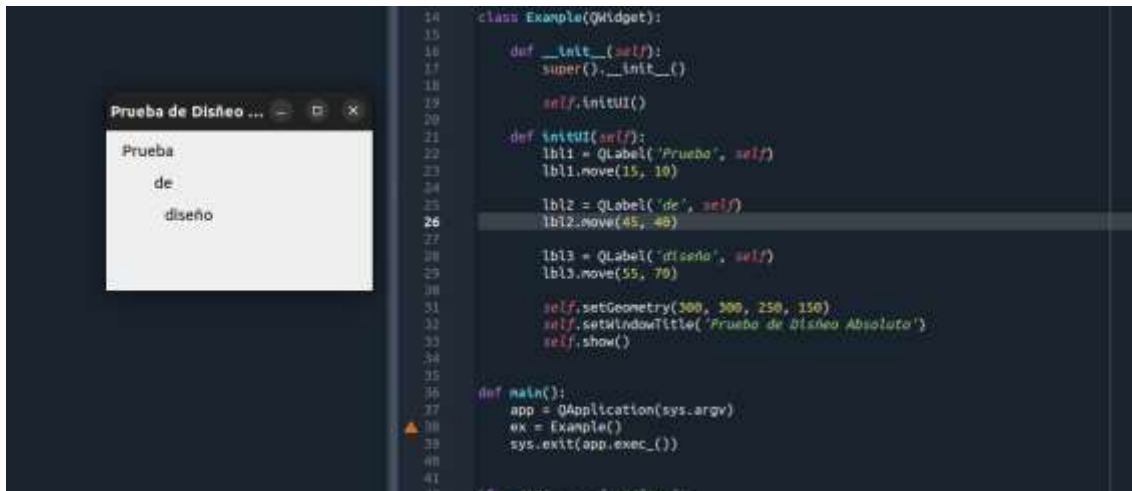 Prueba de Disñeo ...
Prueba
de
diseño
14 class Example(QWidget):
15
16 def __init__(self):
17 super().__init__()
18
19 self.initUI()
20
21 def initUI(self):
22 lbl1 = QLabel('Prueba', self)
23 lbl1.move(15, 10)
24
25 lbl2 = QLabel('de', self)
26 lbl2.move(45, 40)
27
28 lbl3 = QLabel('diseño', self)
29 lbl3.move(55, 70)
30
31 self.setGeometry(300, 300, 250, 150)
32 self.setWindowTitle('Prueba de Disñeo Absoluto')
33 self.show()
34
35
36 def main():
37 app = QApplication(sys.argv)
38 ex = Example()
39 sys.exit(app.exec_())
40
41